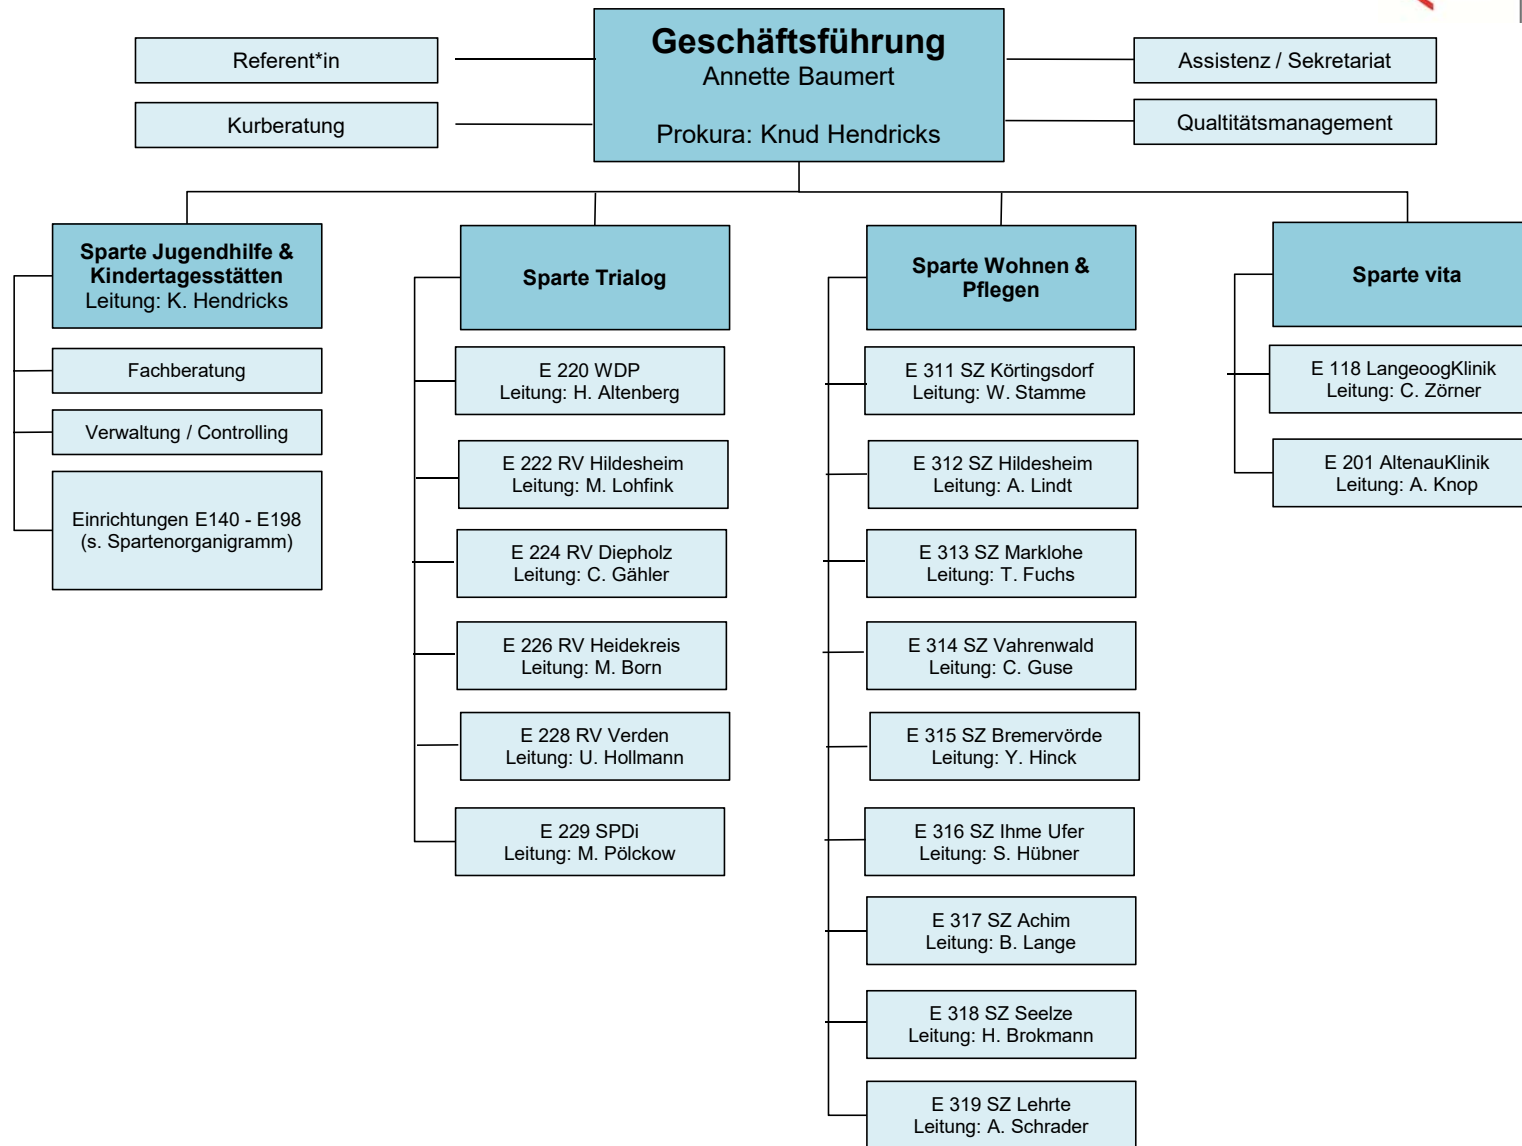 Geschäftsführung
Annette Baumert
Prokura: Knud Hendricks
Referent*in
Kurberatung
Assistenz / Sekretariat
Qualtitätsmanagement
Sparte Jugendhilfe &
Kindertagesstätten
Leitung: K. Hendricks
Fachberatung
Verwaltung / Controlling
Einrichtungen E140 - E198
(s. Spartenorganigramm)
Sparte Trialog
E 220 WDP
Leitung: H. Altenberg
E 222 RV Hildesheim
Leitung: M. Lohfink
E 224 RV Diepholz
Leitung: C. Gähler
E 226 RV Heidekreis
Leitung: M. Born
E 228 RV Verden
Leitung: U. Hollmann
E 229 SPDi
Leitung: M. Pölckow
Sparte Wohnen &
Pflegen
E 311 SZ Körtingsdorf
Leitung: W. Stamme
E 312 SZ Hildesheim
Leitung: A. Lindt
E 313 SZ Marklohe
Leitung: T. Fuchs
E 314 SZ Vahrenwald
Leitung: C. Guse
E 315 SZ Bremervörde
Leitung: Y. Hinck
E 316 SZ Ihme Ufer
Leitung: S. Hübner
E 317 SZ Achim
Leitung: B. Lange
E 318 SZ Seelze
Leitung: H. Brokmann
E 319 SZ Lehrte
Leitung: A. Schrader
Sparte vita
E 118 LangeoogKlinik
Leitung: C. Zörner
E 201 AltenauKlinik
Leitung: A. Knop